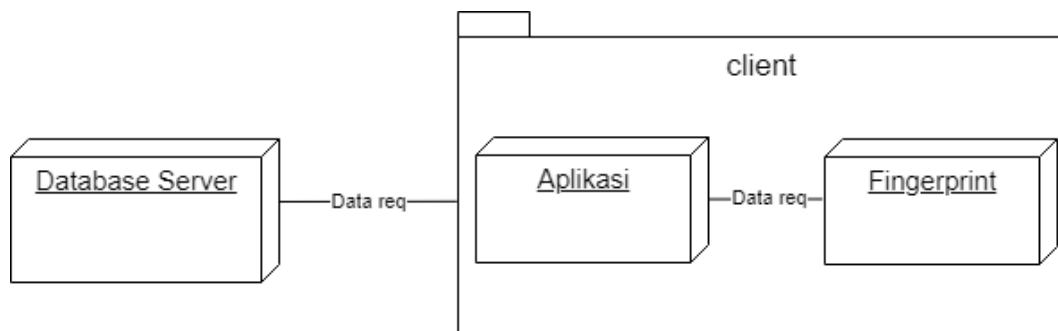 client
Database Server
Data req
Aplikasi
Data req
Fingerprint